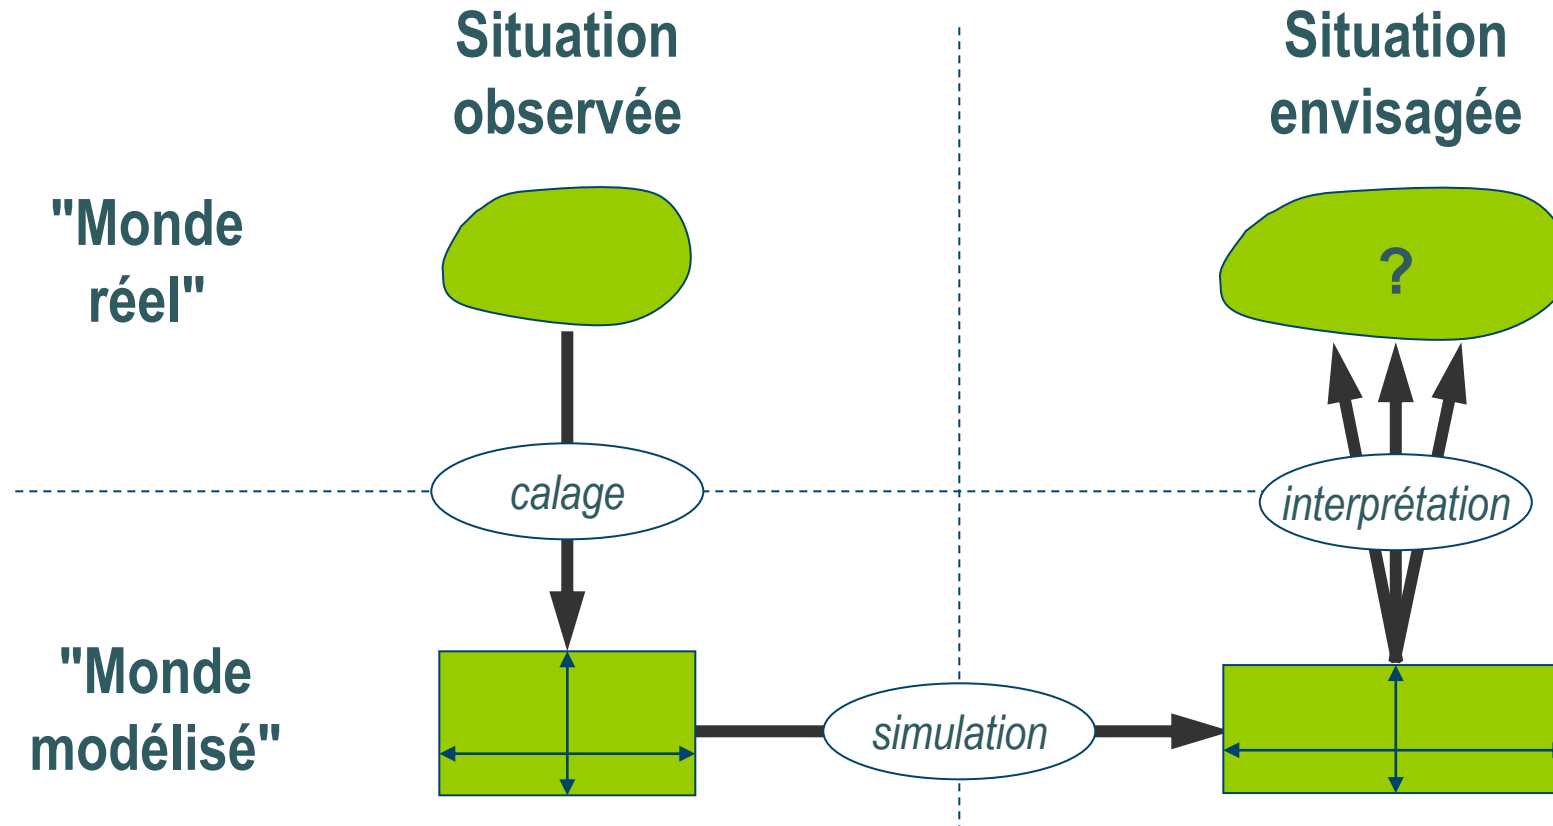 Situation
observée
Situation
envisagée
"Monde
réel"
?
calage
interprétation
"Monde
modélisé"
simulation